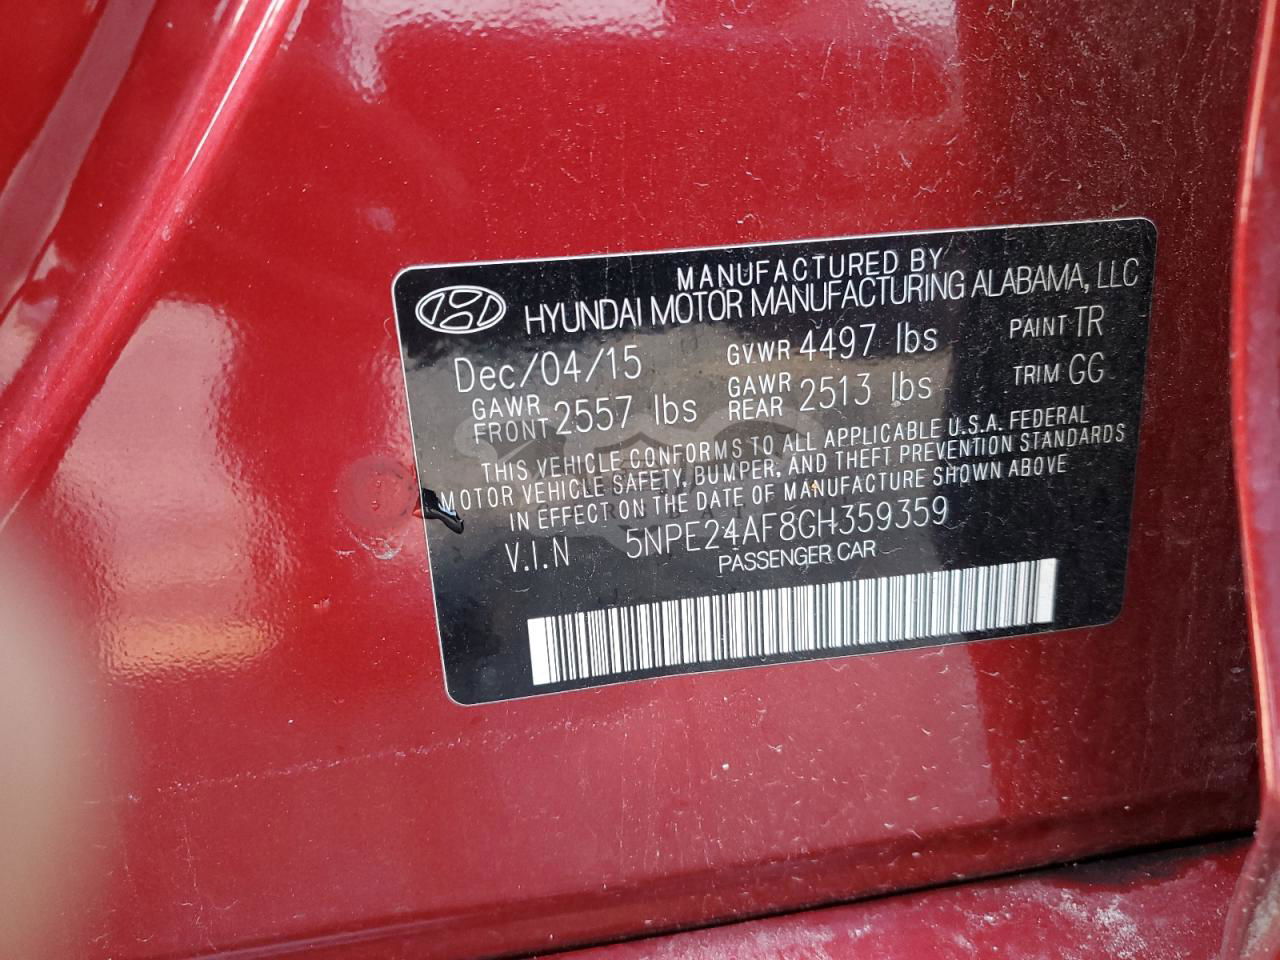 MANUFACTURED BY
HYUNDAI MOTOR MANUFACTURING ALABAMA, LLC
Dec/04/15 GVWR 4497 lbs PAINT TR
GAWR FRONT 2557 lbs GAWR REAR 2513 lbs TRIM GG
THIS VEHICLE CONFORMS TO ALL APPLICABLE U.S.A. FEDERAL
MOTOR VEHICLE SAFETY, BUMPER, AND THEFT PREVENTION STANDARDS
IN EFFECT ON THE DATE OF MANUFACTURE SHOWN ABOVE
V.I.N 5NPE24AF8GH359359
PASSENGER CAR